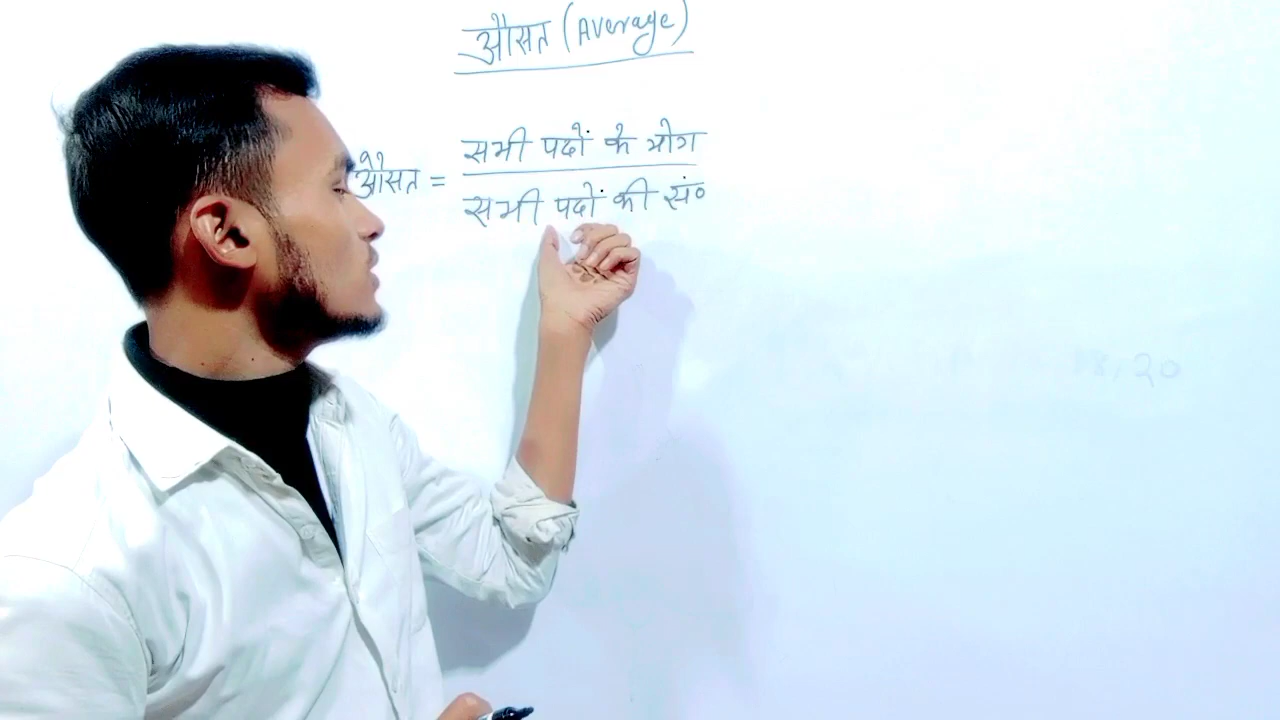 औसत (Average)
औसत = सभी पदों के योग
सभी पदों की सं०